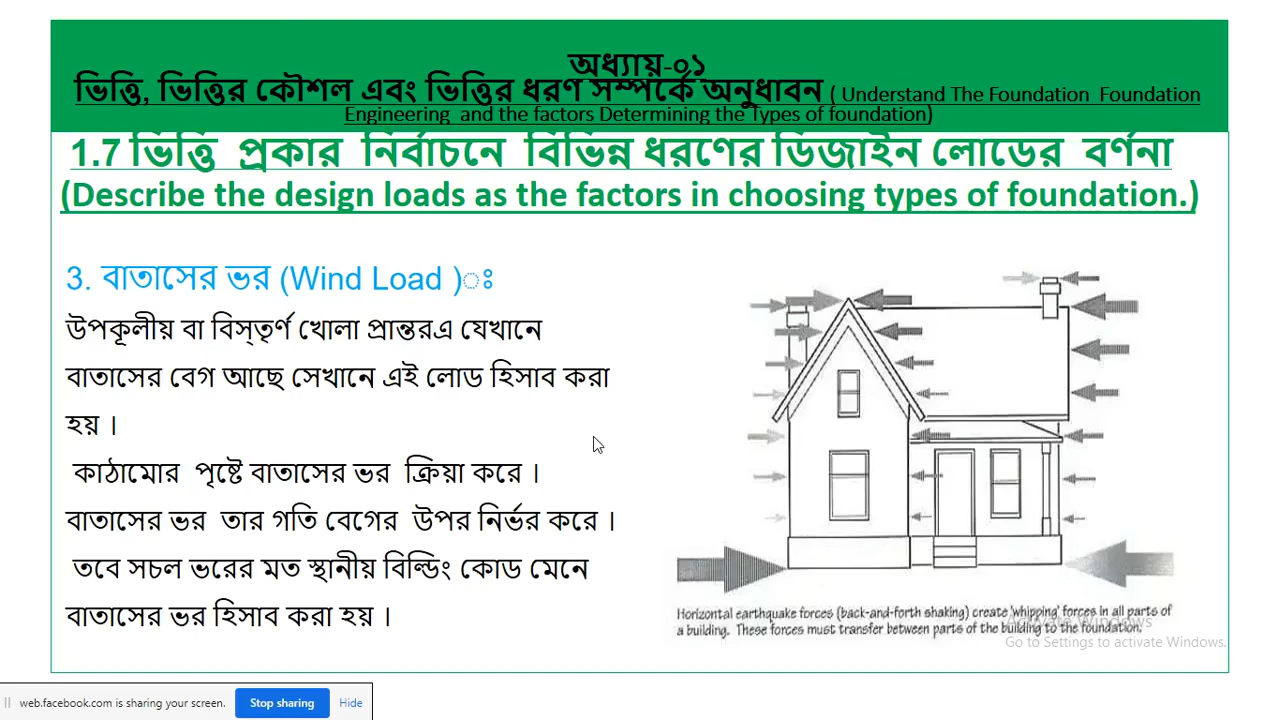 অধ্যায়-০১
ভিত্তি, ভিত্তির কৌশল এবং ভিত্তির ধরণ সম্পর্কে অনুধাবন ( Understand The Foundation Foundation
Engineering and the factors Determining the Types of foundation)
1.7 ভিত্তি প্রকার নির্বাচনে বিভিন্ন ধরণের ডিজাইন লোডের বর্ণনা
(Describe the design loads as the factors in choosing types of foundation.)
3. বাতাসের ভর (Wind Load )ঃ
উপকূলীয় বা বিস্তৃর্ণ খোলা প্রান্তরএ যেখানে
বাতাসের বেগ আছে সেখানে এই লোড হিসাব করা
হয় ।
কাঠামোর পৃষ্টে বাতাসের ভর ক্রিয়া করে ।
বাতাসের ভর তার গতি বেগের উপর নির্ভর করে ।
তবে সচল ভরের মত স্থানীয় বিল্ডিং কোড মেনে
বাতাসের ভর হিসাব করা হয় ।
Horizontal earthquake forces (back-and-forth shaking) create 'whipping' forces in all parts of
a building. These forces must transfer between parts of the building to the foundation.
Activate Windows
Go to Settings to activate Windows.
web.facebook.com is sharing your screen. Stop sharing Hide